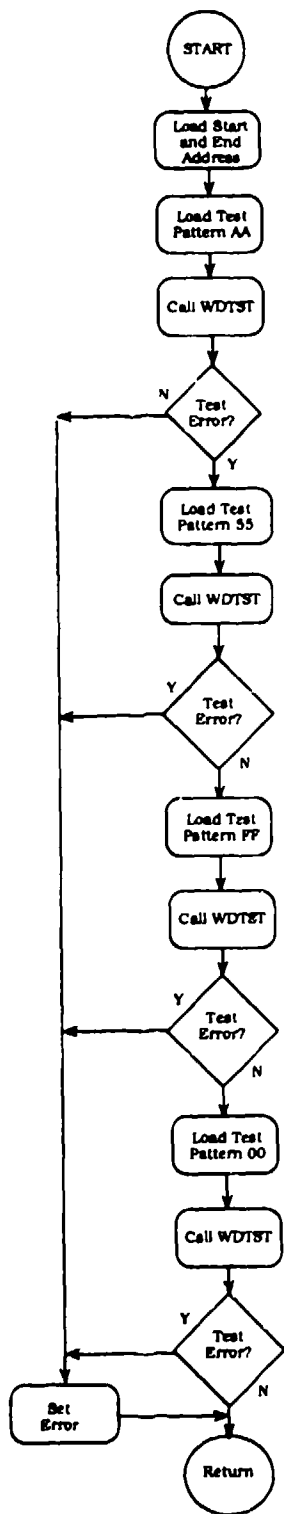 START
Load Start
and End
Address
Load Test
Pattern AA
Call WDTST
N
Test
Error?
Y
Load Test
Pattern 55
Call WDTST
Y
Test
Error?
N
Load Test
Pattern FF
Call WDTST
Y
Test
Error?
N
Load Test
Pattern 00
Call WDTST
Y
Test
Error?
N
Set
Error
Return